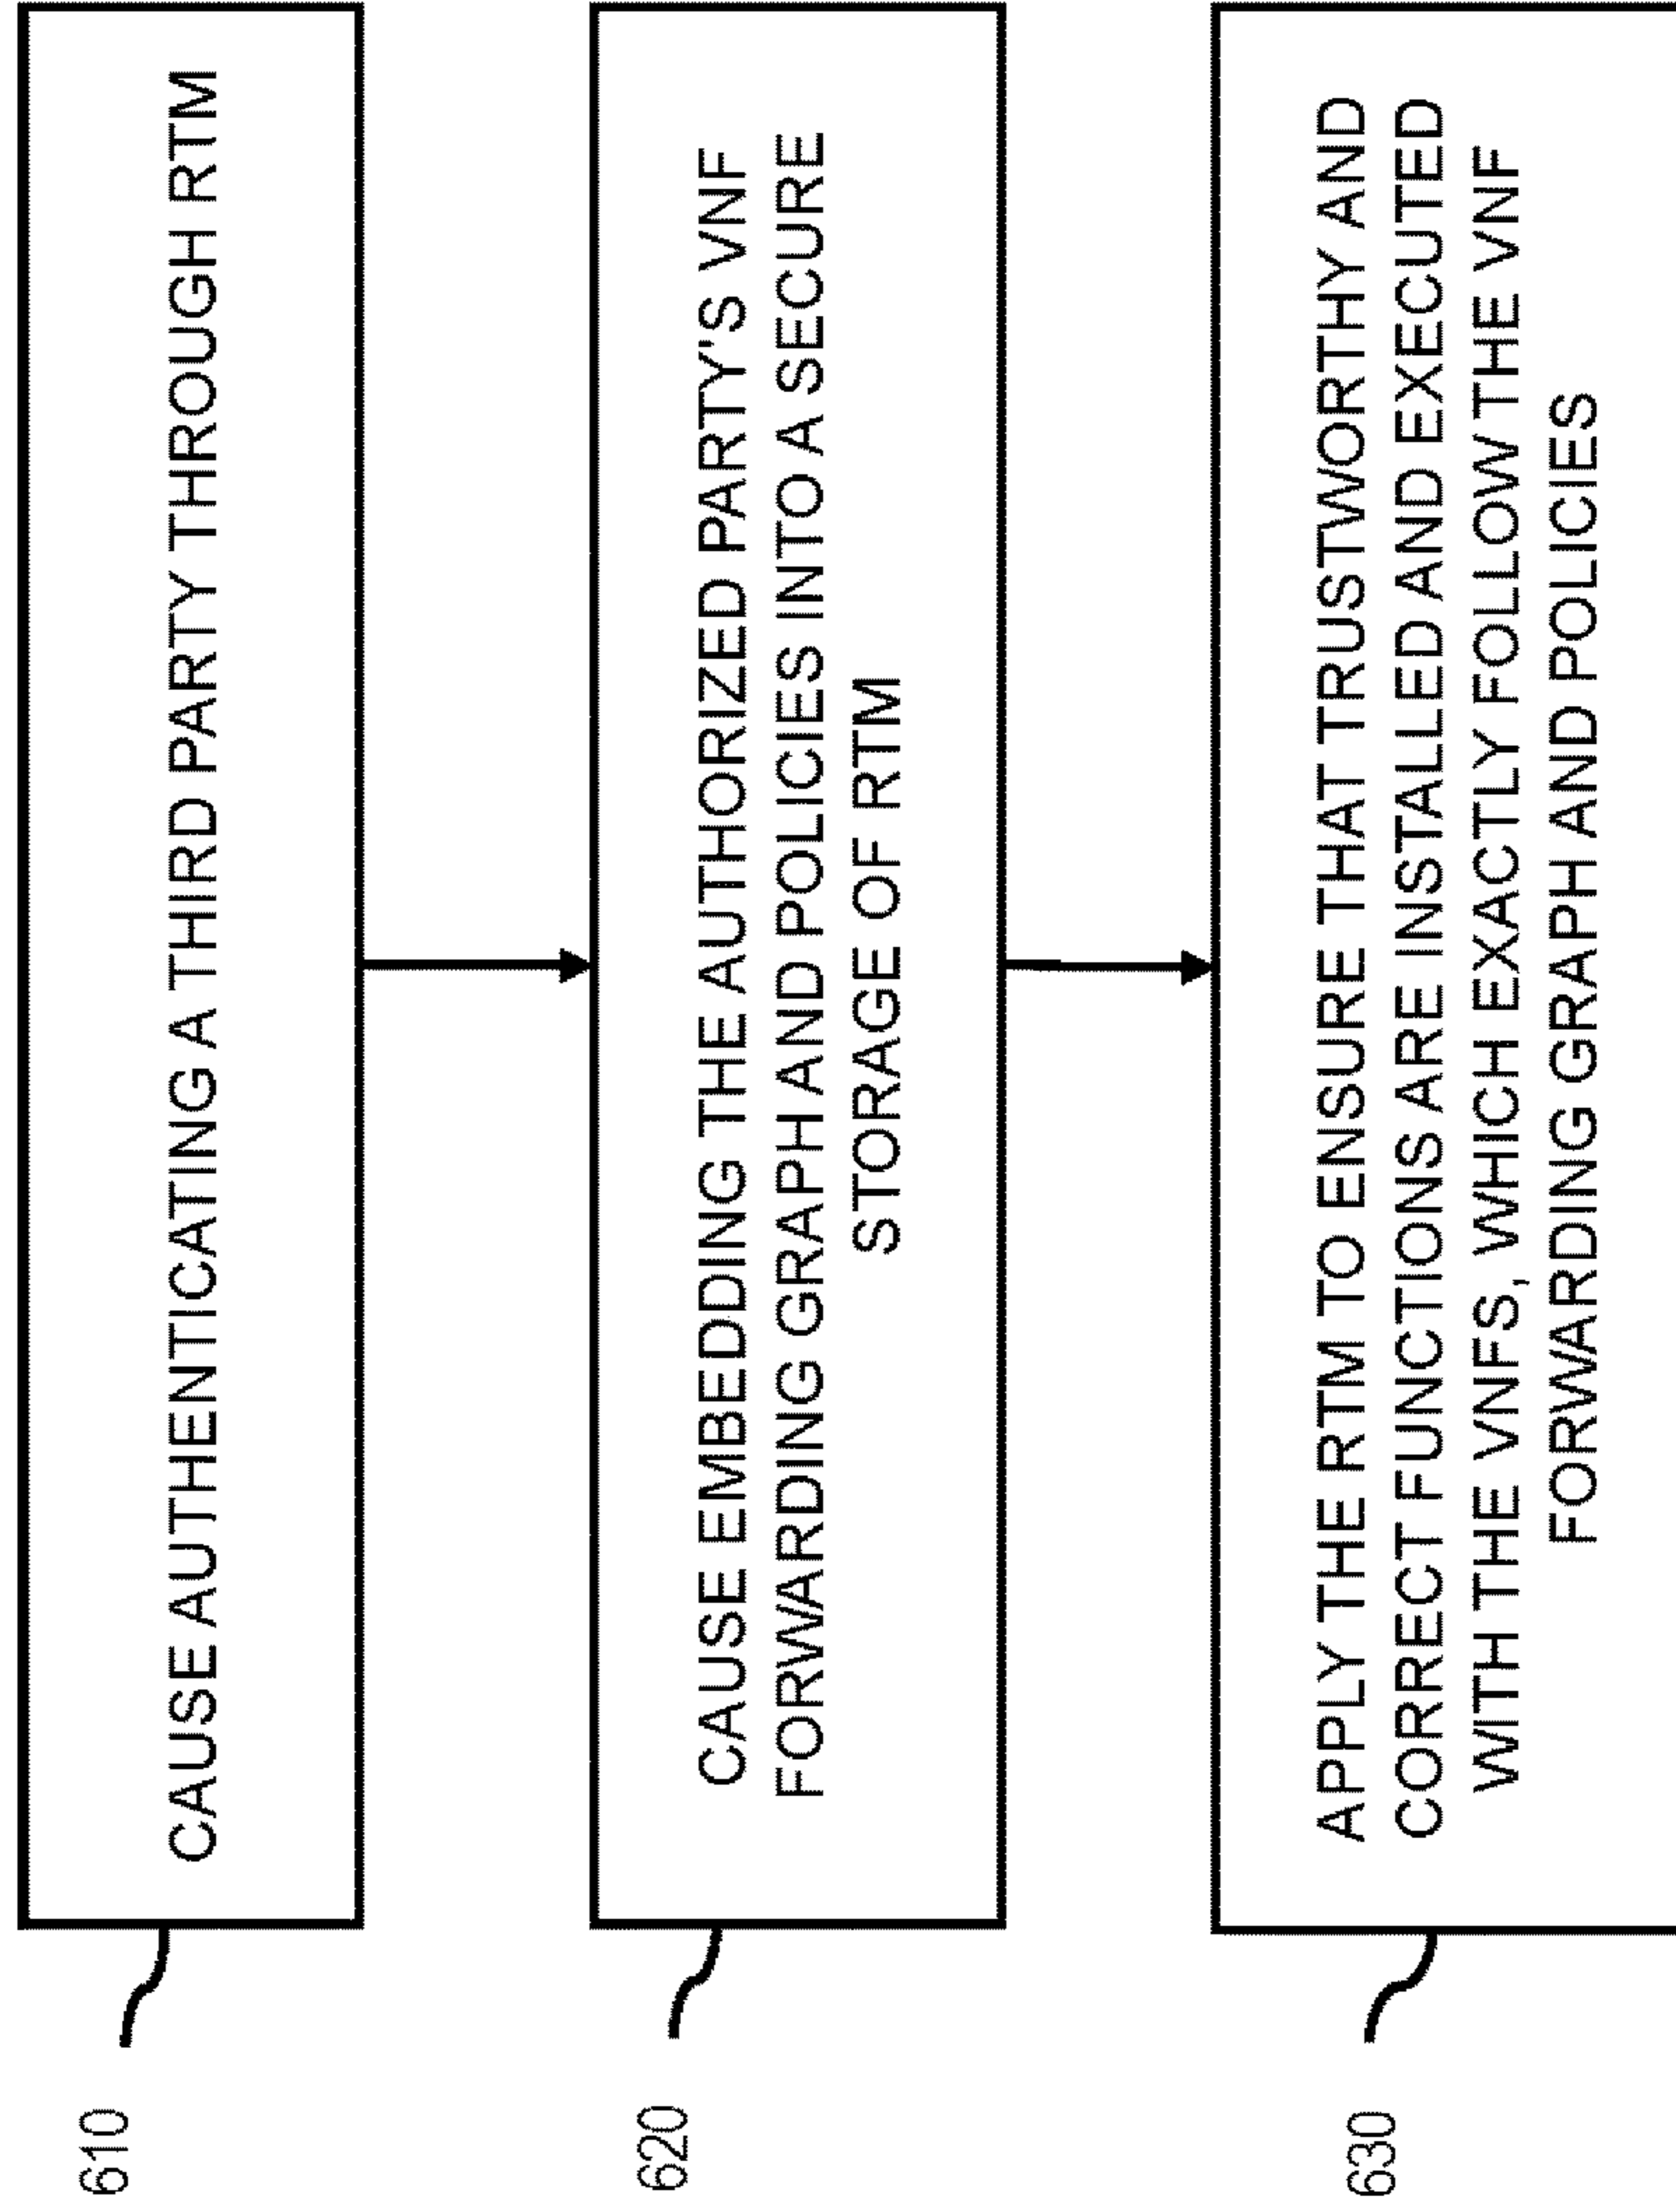 610
CAUSE AUTHENTICATING A THIRD PARTY THROUGH RTM
620
CAUSE EMBEDDING THE AUTHORIZED PARTY'S VNF
FORWARDING GRAPH AND POLICIES INTO A SECURE
STORAGE OF RTM
630
APPLY THE RTM TO ENSURE THAT TRUSTWORTHY AND
CORRECT FUNCTIONS ARE INSTALLED AND EXECUTED
WITH THE VNFS, WHICH EXACTLY FOLLOW THE VNF
FORWARDING GRAPH AND POLICIES